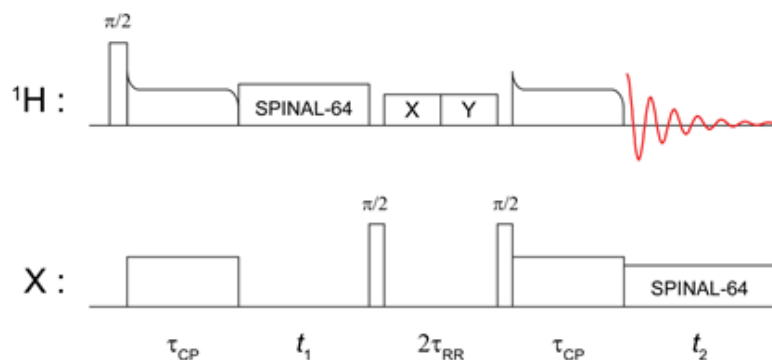 π/2
¹H :
SPINAL-64
X
Y
π/2
π/2
X :
SPINAL-64
τCP
t1
2τRR
τCP
t2